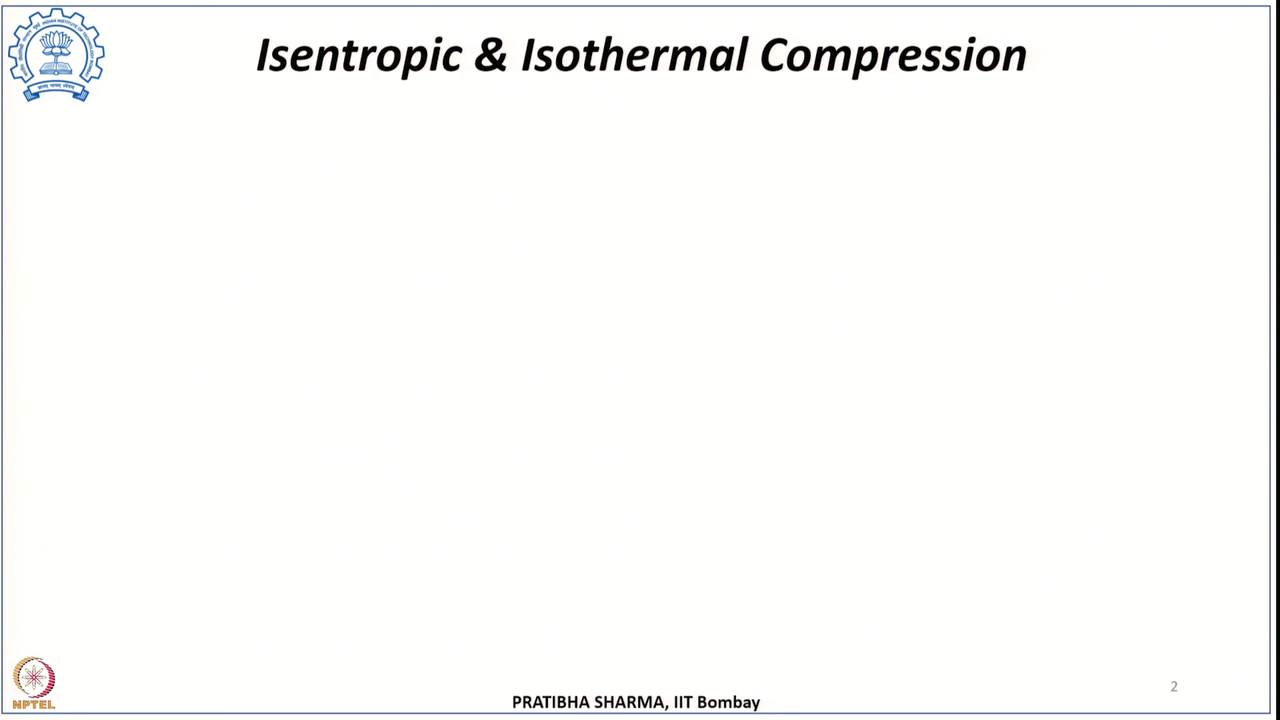 Isentropic & Isothermal Compression
NPTEL
PRATIBHA SHARMA, IIT Bombay
2